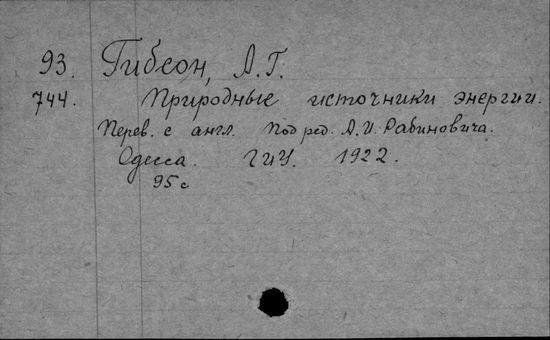 93. Гибсон, А.Г.
744. Природные источники энергии.
Перев. с англ. Под ред. А.И. Рабиновича.
Одесса. ГИУ. 1922.
95 с